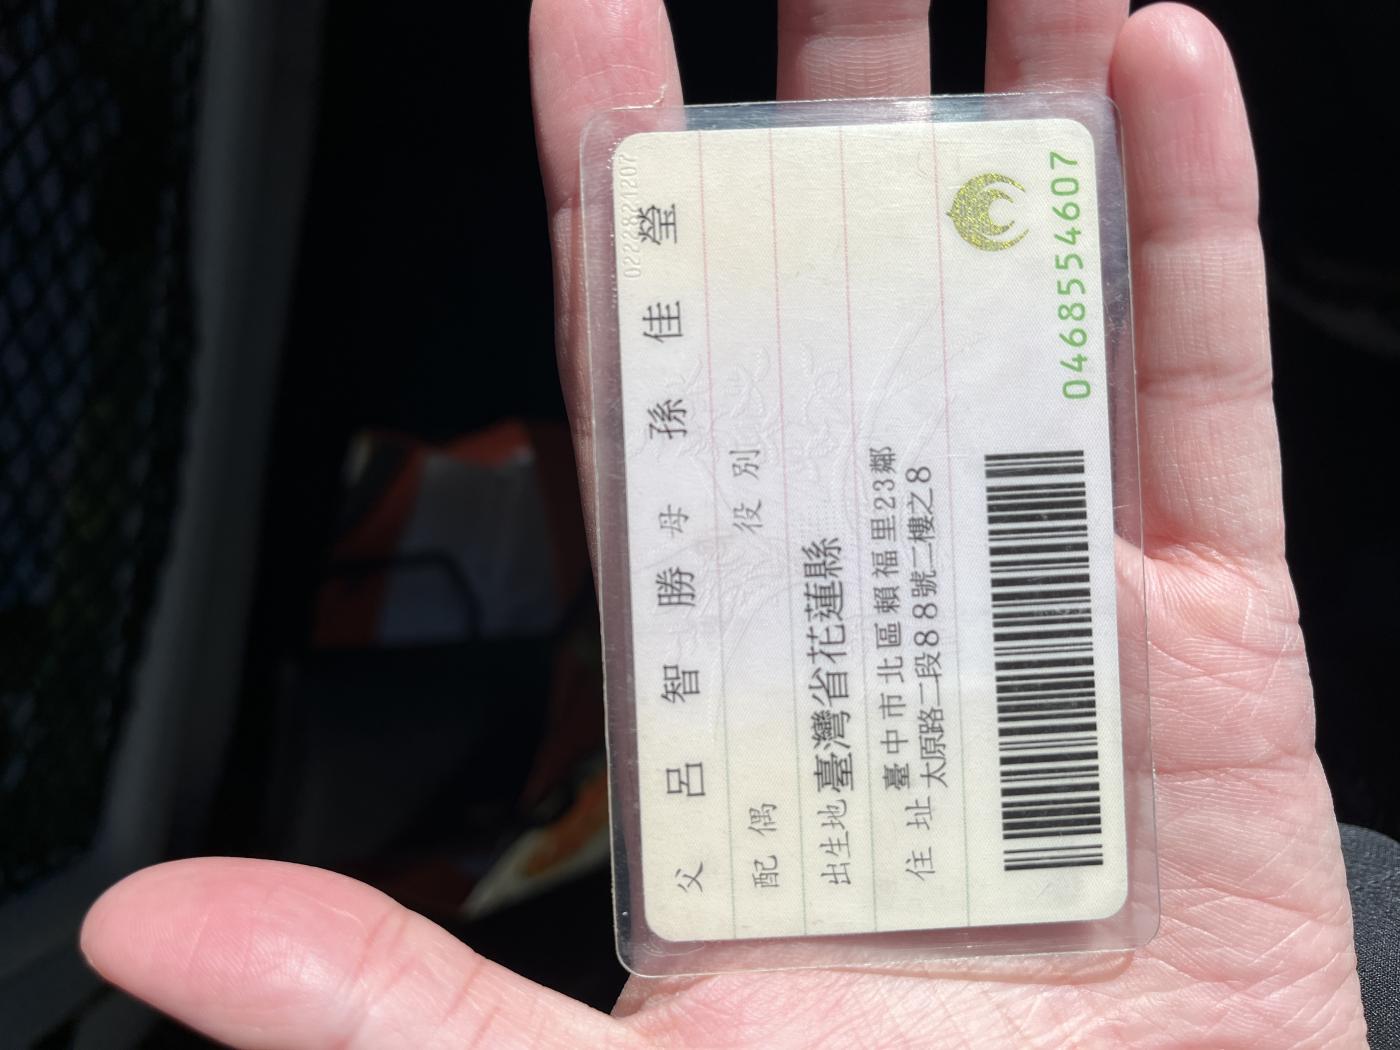 0222821207
父 呂 智 勝 母 孫 佳 瑩
配 偶 役 別
出生地 臺灣省花蓮縣
住 址 臺中市北區賴福里23鄰
太原路二段88號二樓之8
0468554607